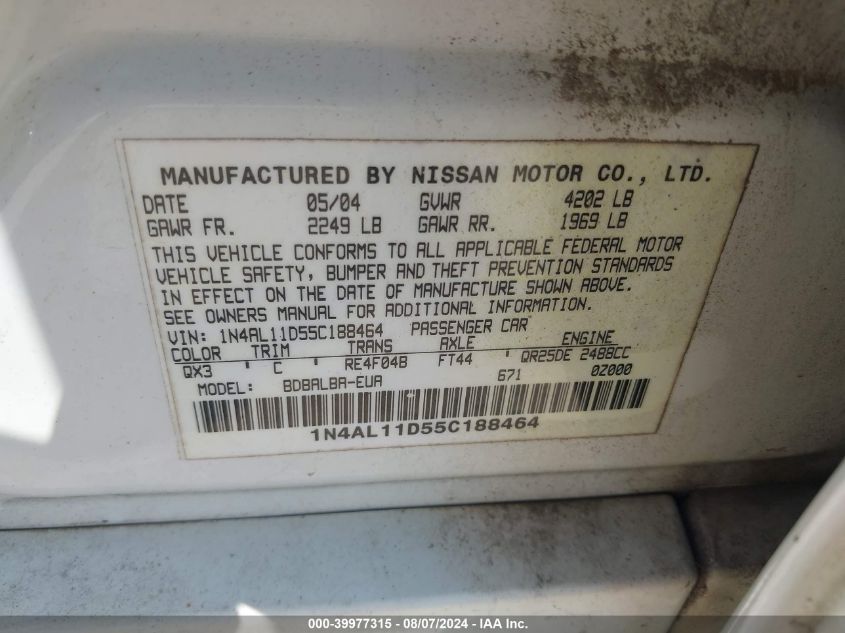 MANUFACTURED BY NISSAN MOTOR CO., LTD.
DATE 05/04 GVWR 4202 LB
GAWR FR. 2249 LB GAWR RR. 1969 LB
THIS VEHICLE CONFORMS TO ALL APPLICABLE FEDERAL MOTOR
VEHICLE SAFETY, BUMPER AND THEFT PREVENTION STANDARDS
IN EFFECT ON THE DATE OF MANUFACTURE SHOWN ABOVE.
SEE OWNERS MANUAL FOR ADDITIONAL INFORMATION.
VIN: 1N4AL11D55C188464 PASSENGER CAR
COLOR TRIM TRANS AXLE ENGINE
QX3 ' C ' RE4F04B FT44 ' QR25DE 2488CC
MODEL: BDBALBA-EUA 671 0Z000
1N4AL11D55C188464
000-39977315 - 08/07/2024 - IAA Inc.